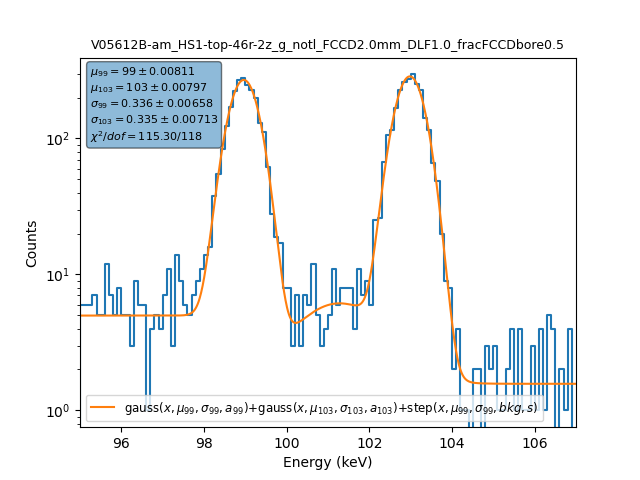 V05612B-am_HS1-top-46r-2z_g_notl_FCCD2.0mm_DLF1.0_fracFCCDbore0.5
μ₉₉ = 99 ± 0.00811
μ₁₀₃ = 103 ± 0.00797
σ₉₉ = 0.336 ± 0.00658
σ₁₀₃ = 0.335 ± 0.00713
χ²/dof = 115.30/118
10²
10¹
10⁰
Counts
gauss(x, μ₉₉, σ₉₉, a₉₉)+gauss(x, μ₁₀₃, σ₁₀₃, a₁₀₃)+step(x, μ₉₉, σ₉₉, bkg, s)
96 98 100 102 104 106
Energy (keV)